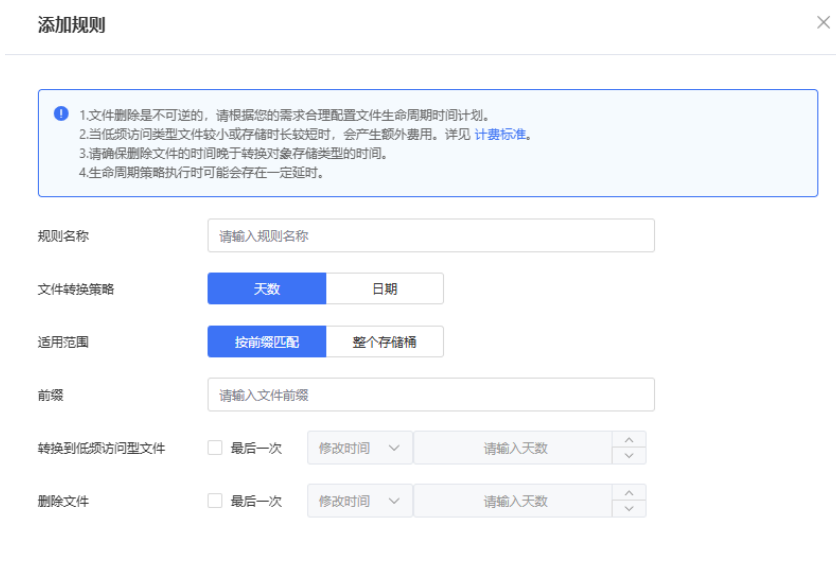 添加规则
1.文件删除是不可逆的，请根据您的需求合理配置文件生命周期时间计划。
2.当低频访问类型文件较小或存储时长较短时，会产生额外费用。详见 计费标准。
3.请确保删除文件的时间晚于转换对象存储类型的时间。
4.生命周期策略执行时可能会存在一定延时。
规则名称 请输入规则名称
文件转换策略 天数 日期
适用范围 按前缀匹配 整个存储桶
前缀 请输入文件前缀
转换到低频访问型文件 最后一次 修改时间 请输入天数
删除文件 最后一次 修改时间 请输入天数